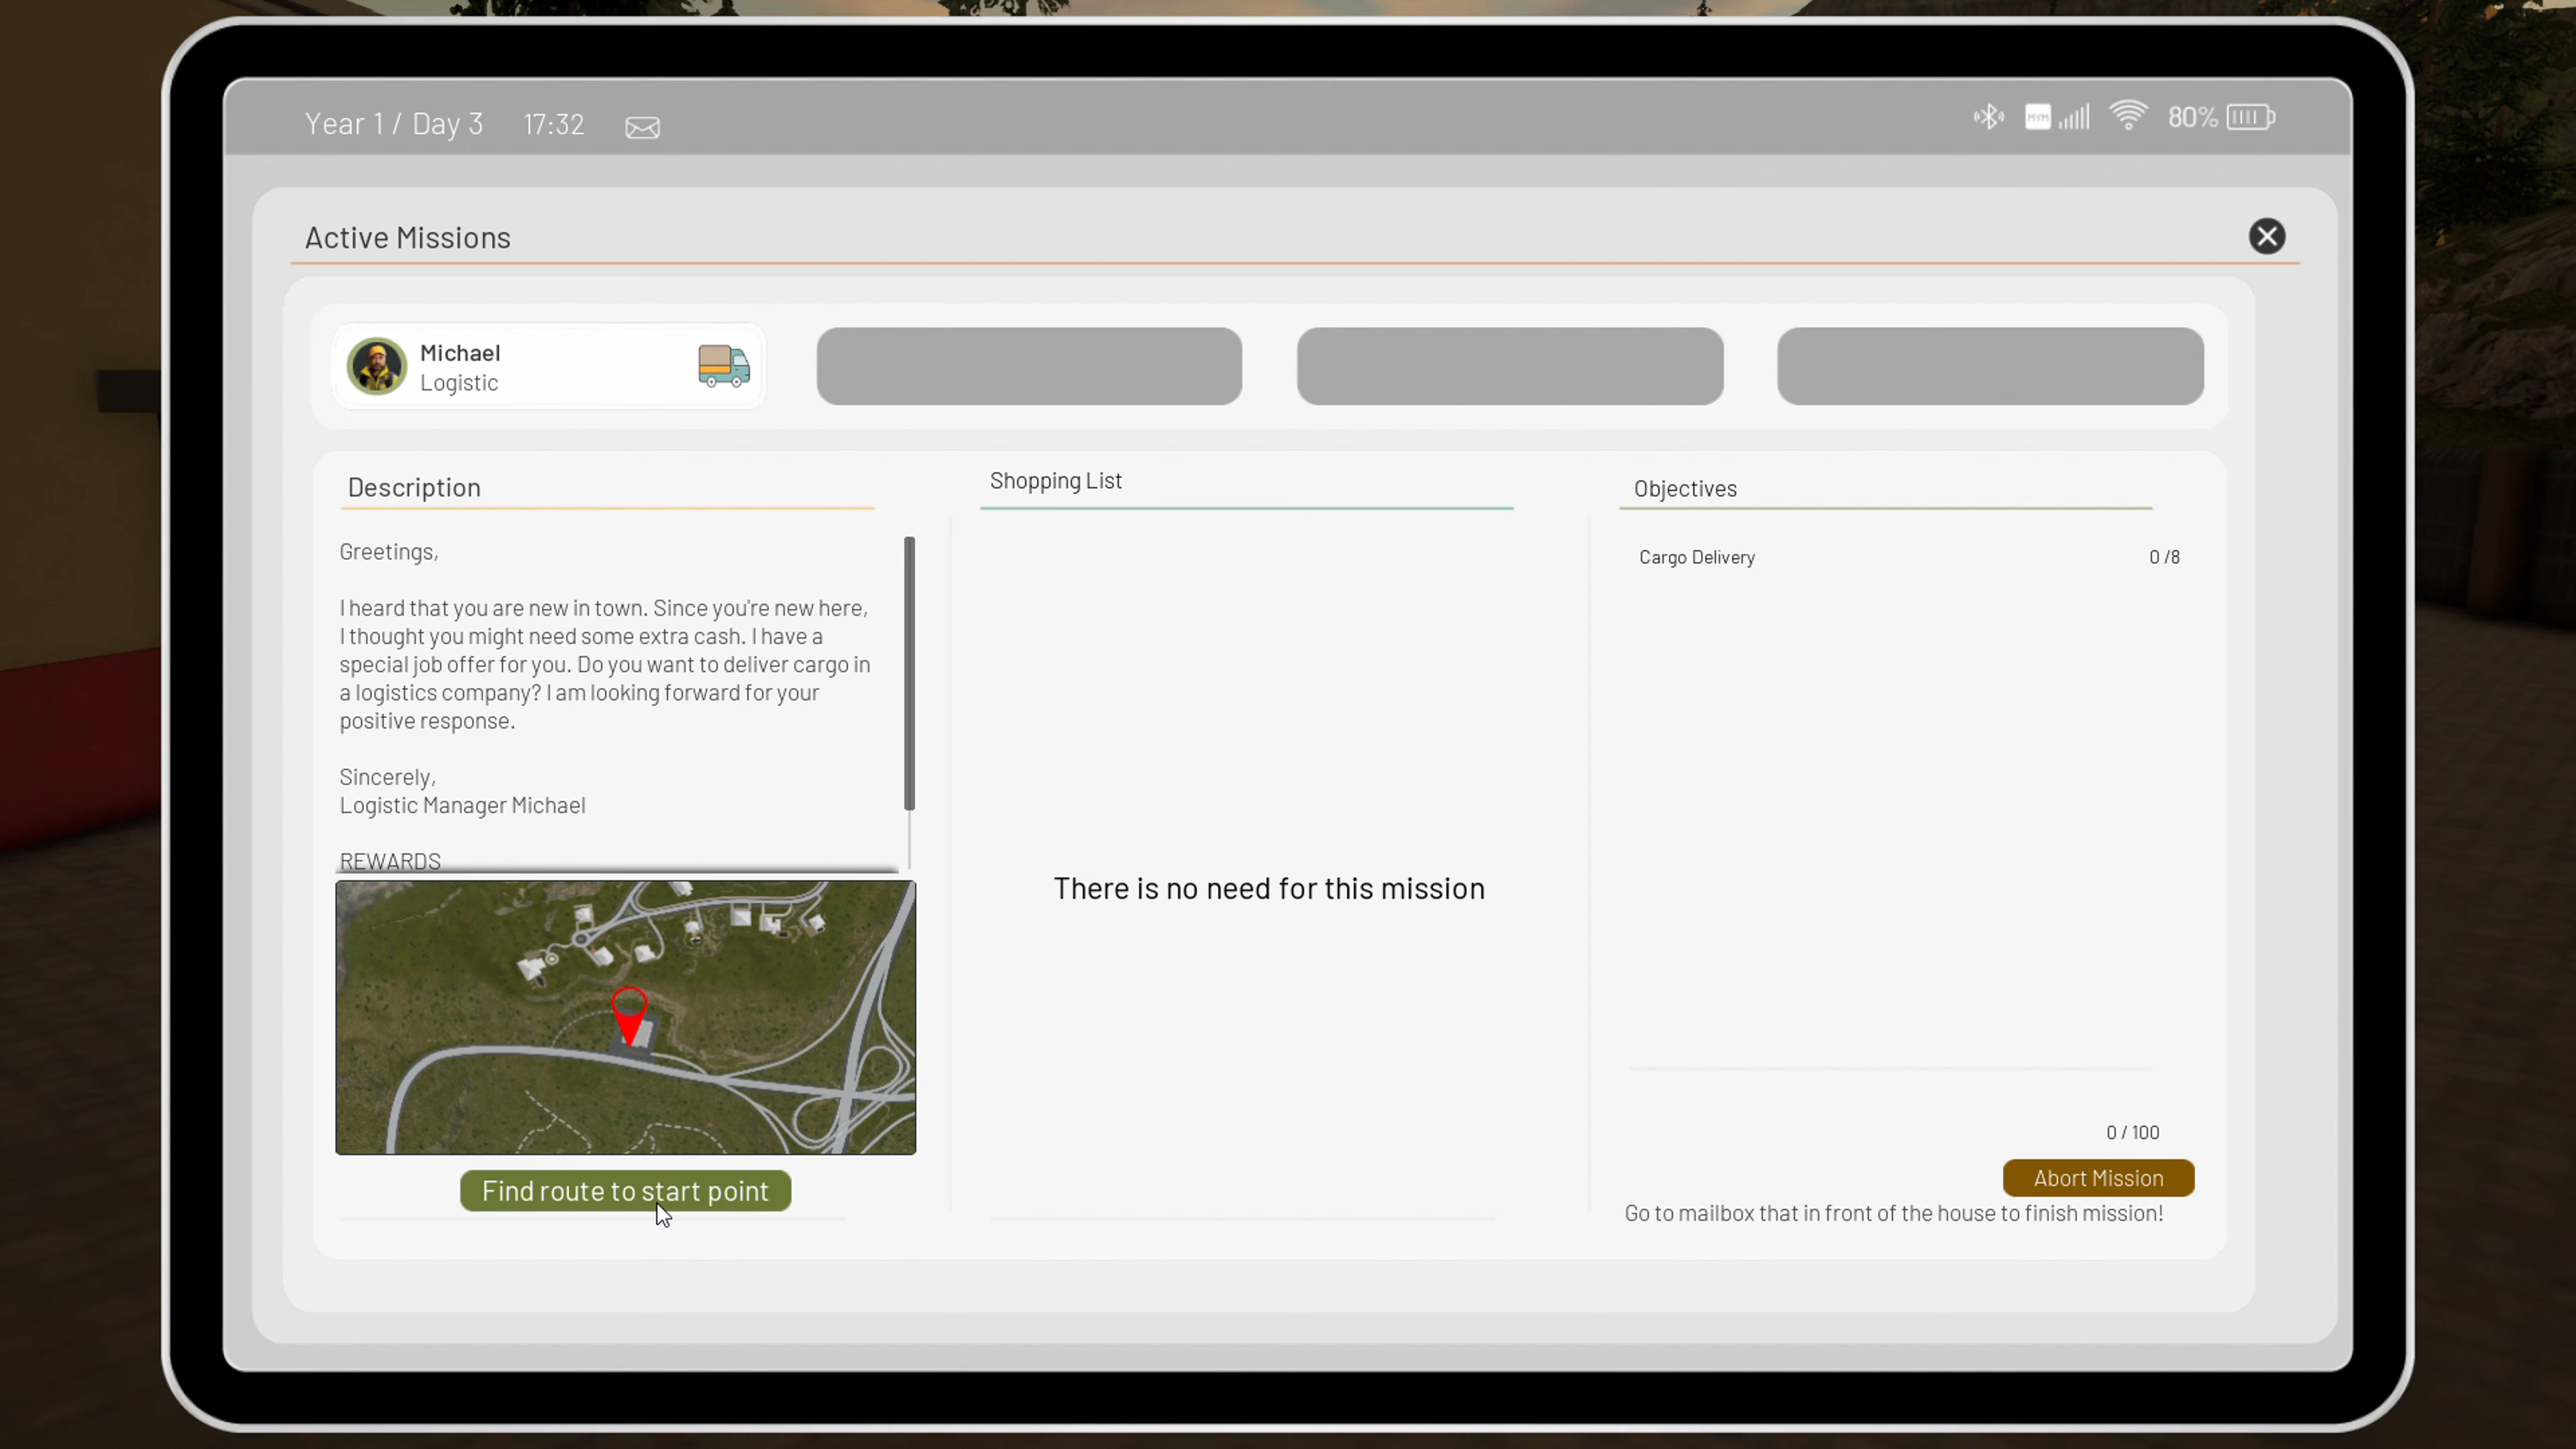 Year 1 / Day 3 17:32
MYM 80%
Active Missions
Michael
Logistic
Description
Greetings,
I heard that you are new in town. Since you're new here,
I thought you might need some extra cash. I have a
special job offer for you. Do you want to deliver cargo in
a logistics company? I am looking forward for your
positive response.
Sincerely,
Logistic Manager Michael
REWARDS
Find route to start point
Shopping List
There is no need for this mission
Objectives
Cargo Delivery 0 /8
0 / 100
Abort Mission
Go to mailbox that in front of the house to finish mission!